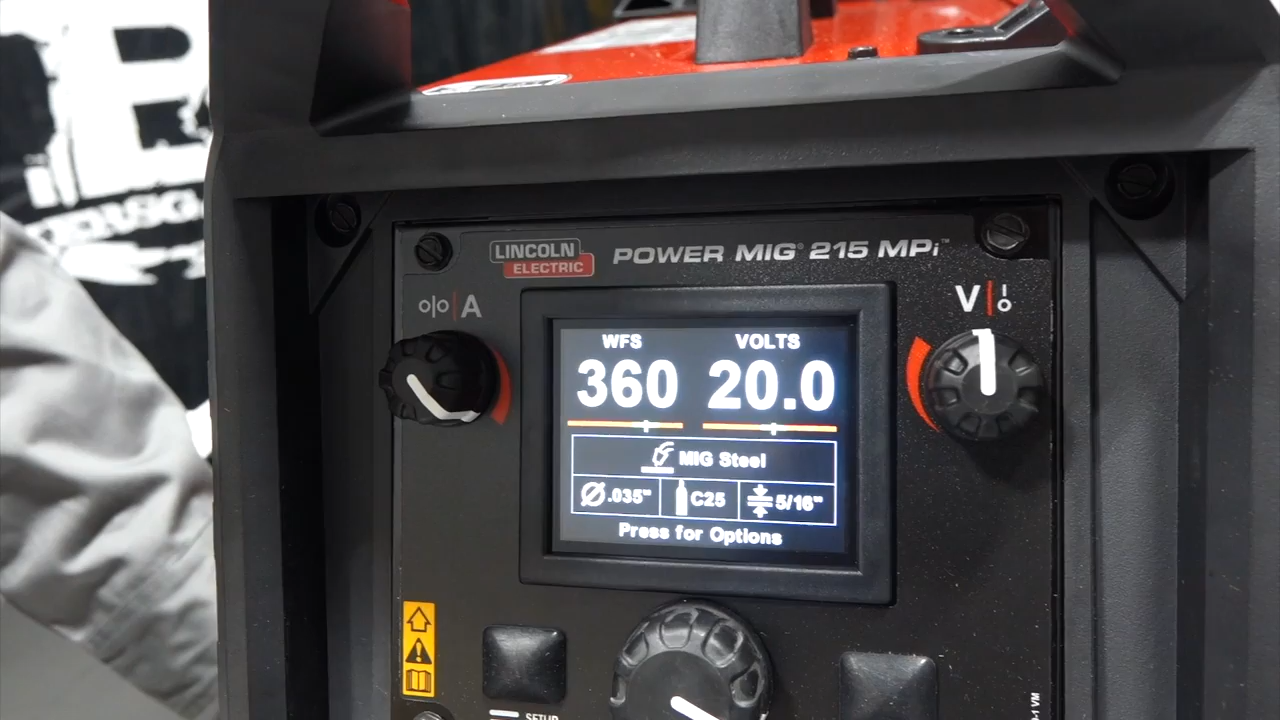 LINCOLN
ELECTRIC
POWER MIG® 215 MPi™
A
V
WFS VOLTS
360 20.0
MIG Steel
.035" C25 5/16"
Press for Options
SETUP